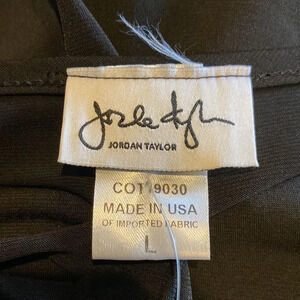 JORDAN TAYLOR
COT 9030
MADE IN USA
OF IMPORTED FABRIC
L